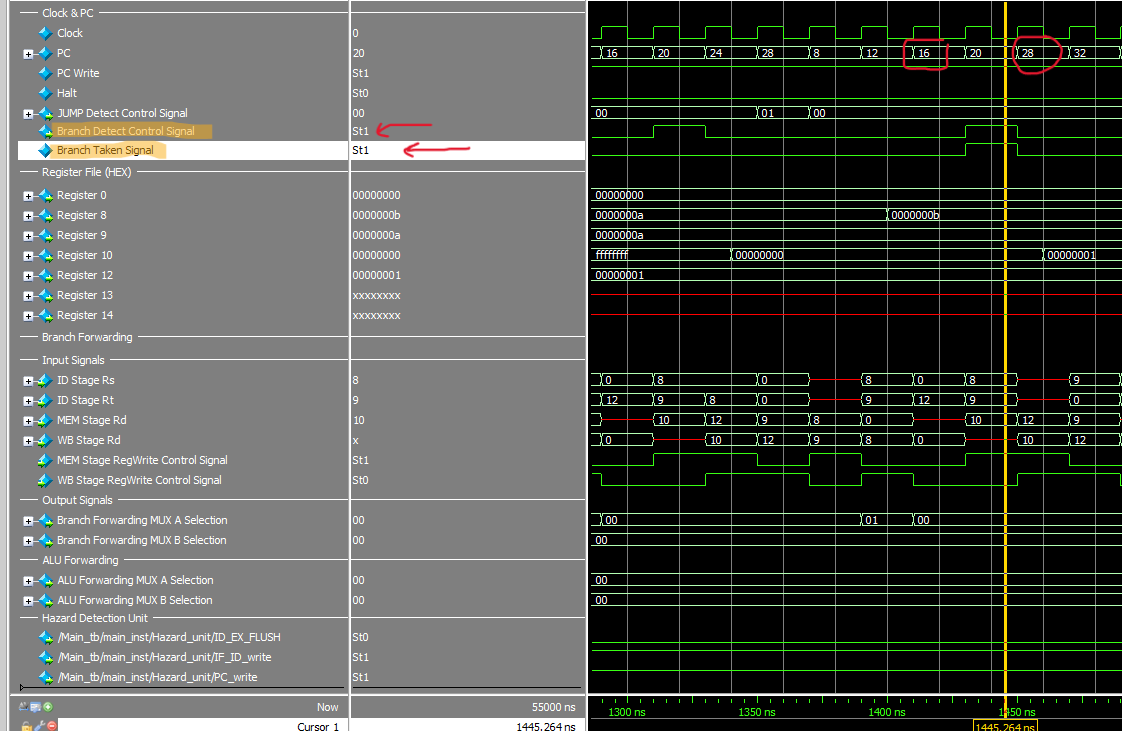 Clock & PC
Clock 0
PC 20 16 20 24 28 8 12 16 20 28 32
PC Write St1
Halt St0
JUMP Detect Control Signal 00 00 01 00
Branch Detect Control Signal St1
Branch Taken Signal St1
Register File (HEX)
Register 0 00000000 00000000
Register 8 0000000b 0000000a 0000000b
Register 9 0000000a 0000000a
Register 10 00000000 ffffffff 00000000 00000001
Register 12 00000001 00000001
Register 13 xxxxxxxx
Register 14 xxxxxxxx
Branch Forwarding
Input Signals
ID Stage Rs 8 0 8 0 8 0 8 9
ID Stage Rt 9 12 9 8 0 9 12 9 0
MEM Stage Rd 10 10 12 9 8 0 10 12 9
WB Stage Rd x 0 10 12 9 8 0 10 12
MEM Stage RegWrite Control Signal St1
WB Stage RegWrite Control Signal St0
Output Signals
Branch Forwarding MUX A Selection 00 00 01 00
Branch Forwarding MUX B Selection 00 00
ALU Forwarding
ALU Forwarding MUX A Selection 00 00
ALU Forwarding MUX B Selection 00 00
Hazard Detection Unit
/Main_tb/main_inst/Hazard_unit/ID_EX_FLUSH St0
/Main_tb/main_inst/Hazard_unit/IF_ID_write St1
/Main_tb/main_inst/Hazard_unit/PC_write St1
Now 55000 ns 1300 ns 1350 ns 1400 ns 1450 ns
Cursor 1 1445.264 ns 1445.264 ns